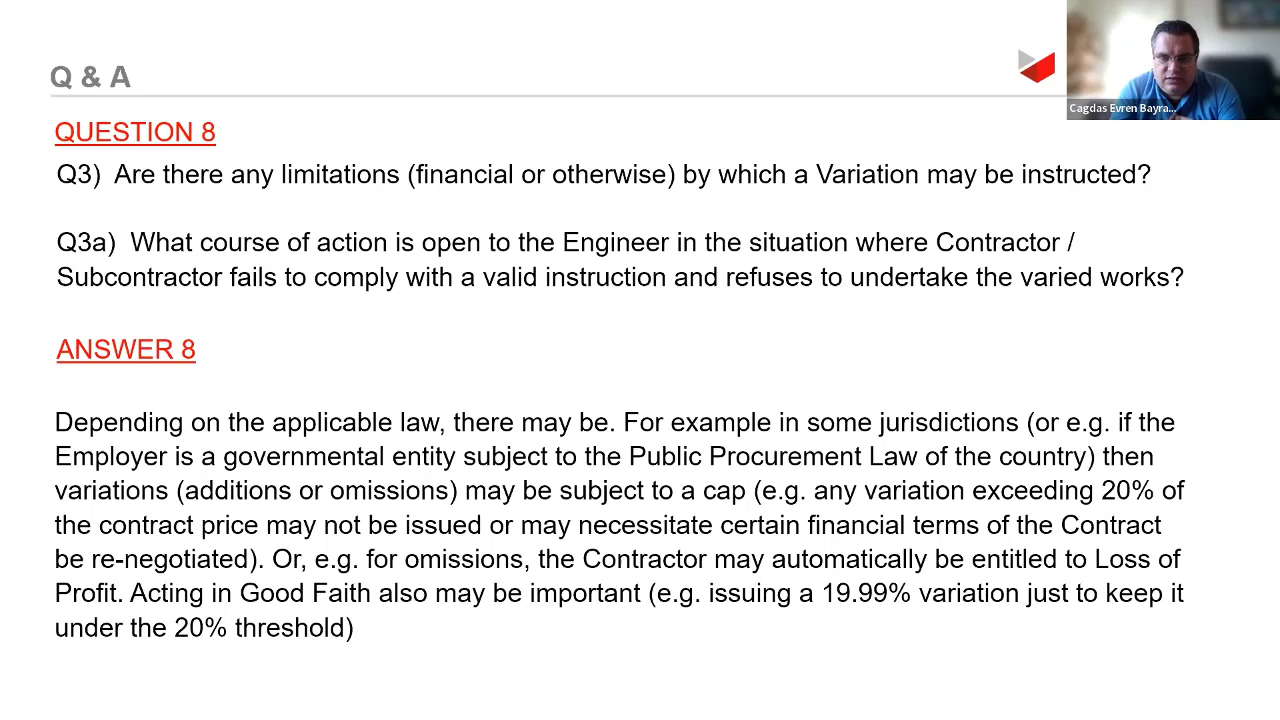 Q & A
Cagdas Evren Bayra...
QUESTION 8
Q3)  Are there any limitations (financial or otherwise) by which a Variation may be instructed?
Q3a)  What course of action is open to the Engineer in the situation where Contractor /
Subcontractor fails to comply with a valid instruction and refuses to undertake the varied works?
ANSWER 8
Depending on the applicable law, there may be. For example in some jurisdictions (or e.g. if the
Employer is a governmental entity subject to the Public Procurement Law of the country) then
variations (additions or omissions) may be subject to a cap (e.g. any variation exceeding 20% of
the contract price may not be issued or may necessitate certain financial terms of the Contract
be re-negotiated). Or, e.g. for omissions, the Contractor may automatically be entitled to Loss of
Profit. Acting in Good Faith also may be important (e.g. issuing a 19.99% variation just to keep it
under the 20% threshold)